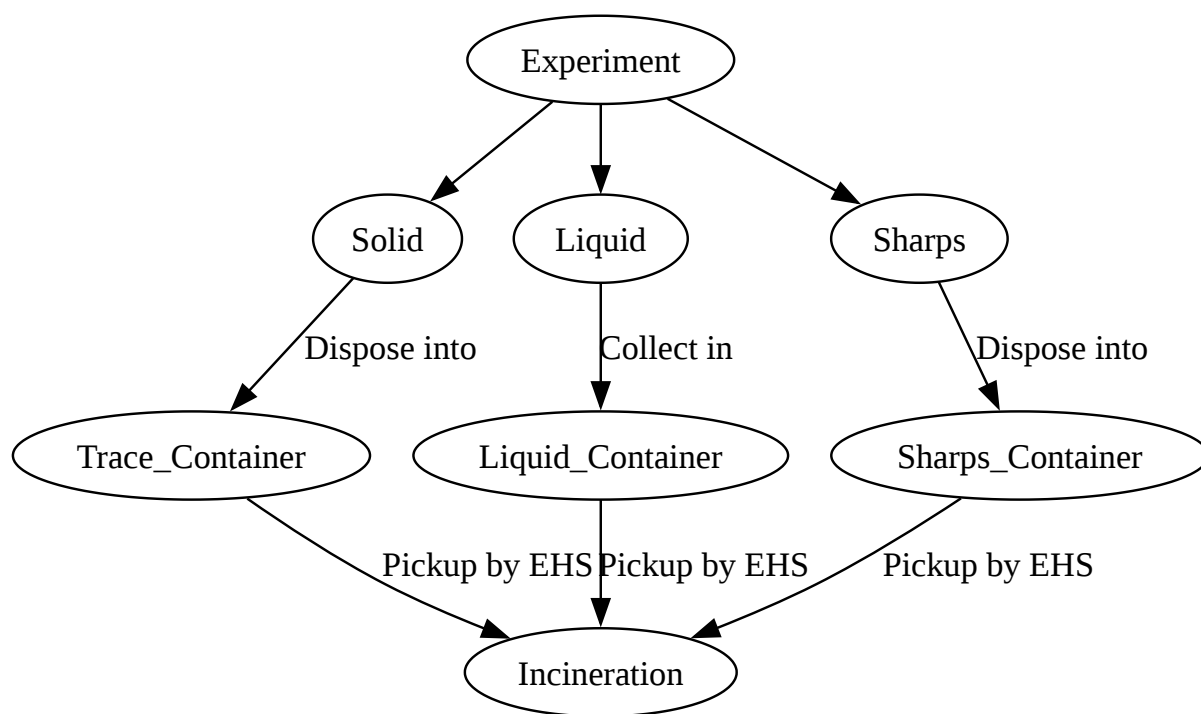 Experiment
Solid
Liquid
Sharps
Dispose into
Collect in
Dispose into
Trace_Container
Liquid_Container
Sharps_Container
Pickup by EHS
Pickup by EHS
Pickup by EHS
Incineration